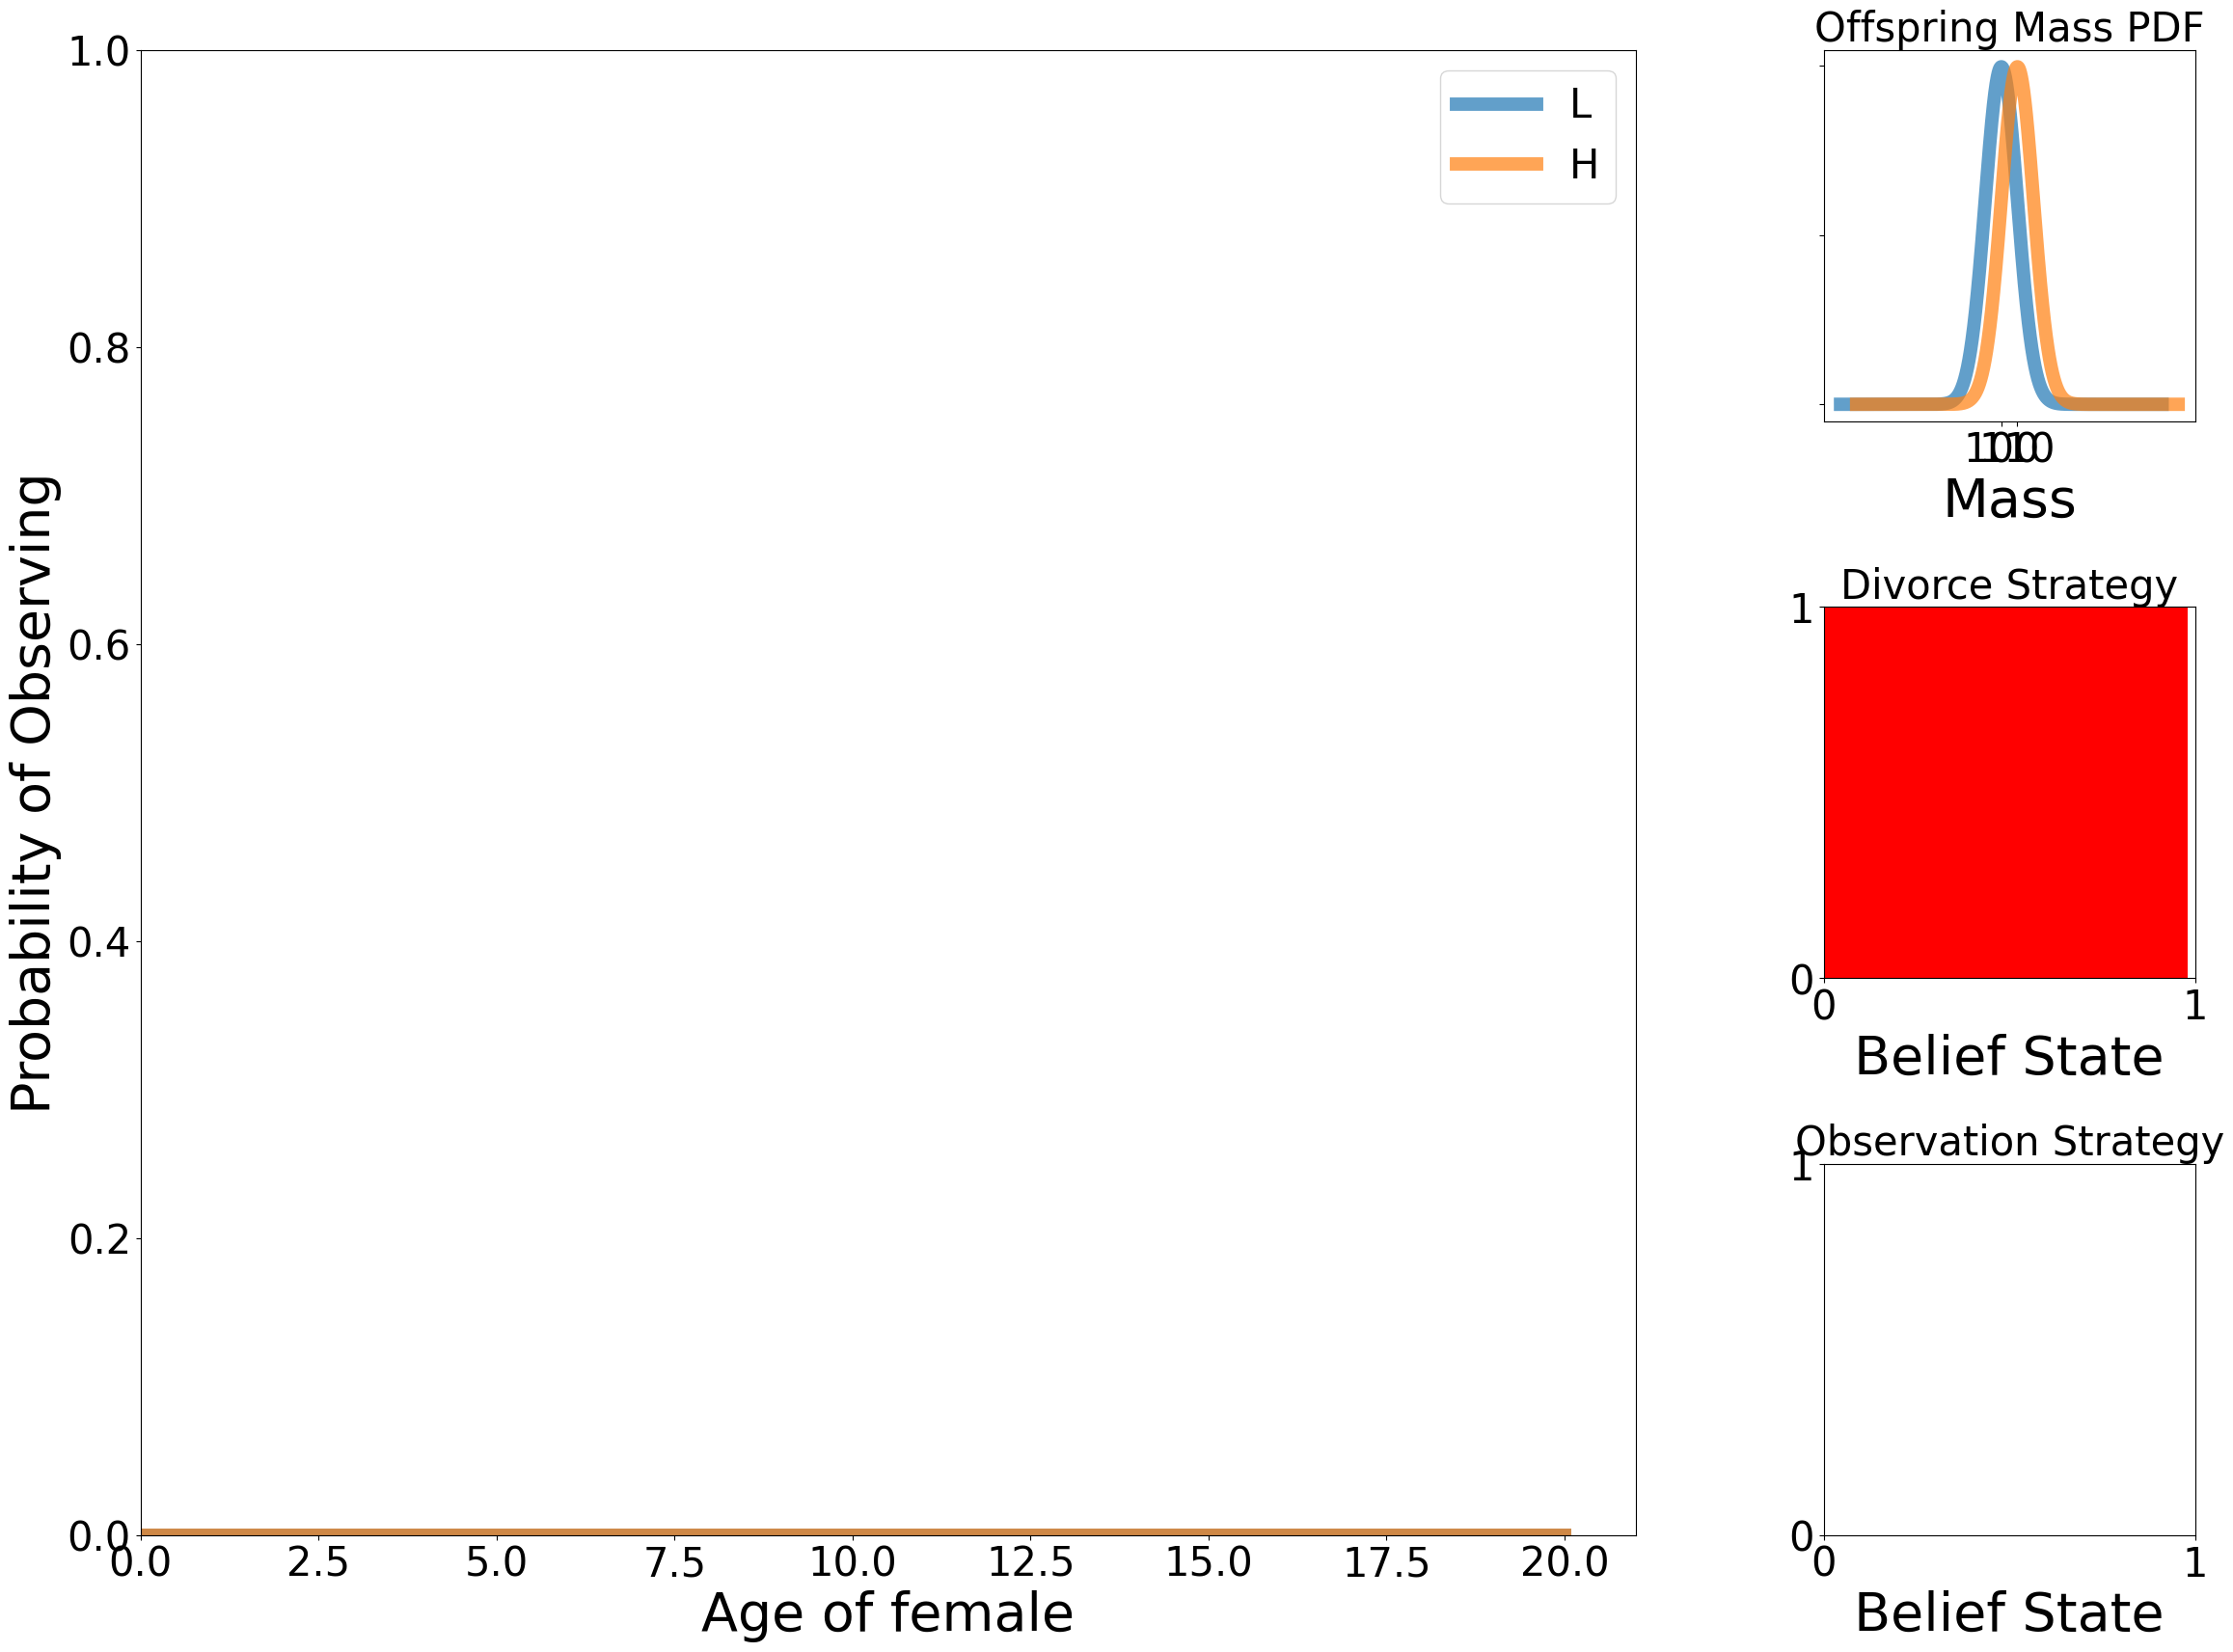 Probability of Observing
1.0
0.8
0.6
0.4
0.2
0.0
0.0 2.5 5.0 7.5 10.0 12.5 15.0 17.5 20.0
Age of female
L
H
Offspring Mass PDF
100 110
Mass
Divorce Strategy
1
0
0 1
Belief State
Observation Strategy
1
0
0 1
Belief State